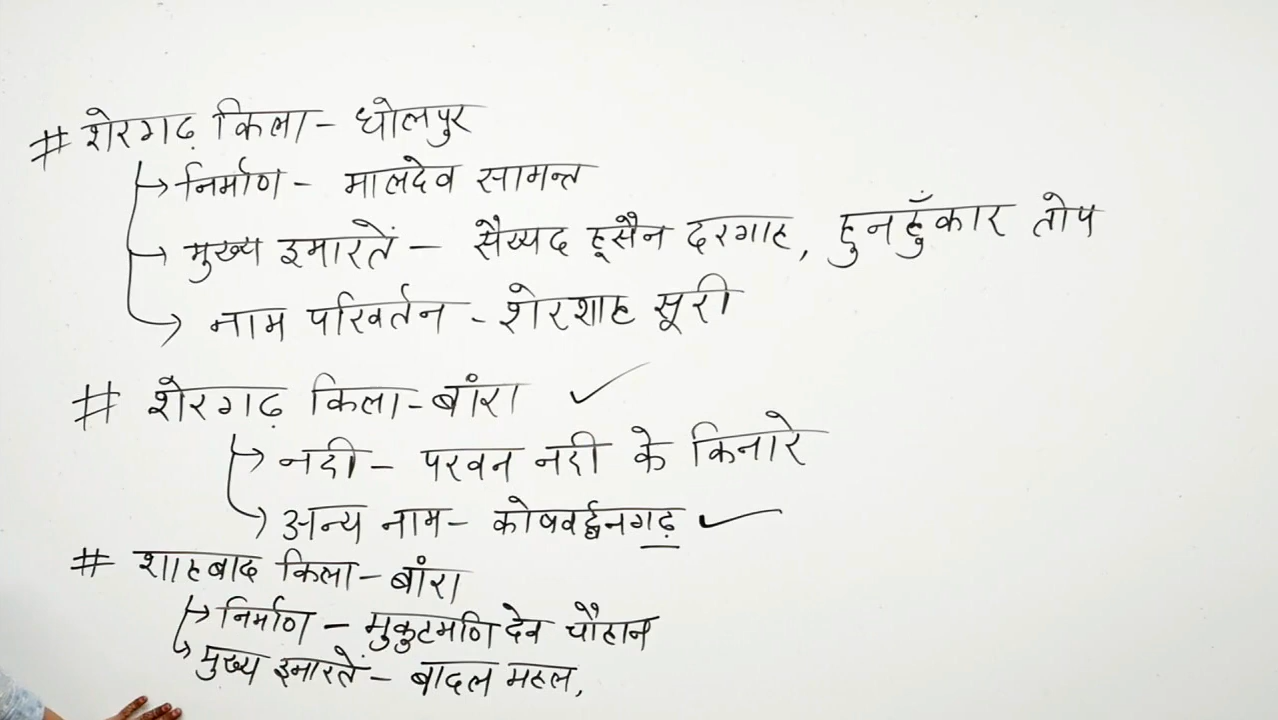 # शेरगढ़ किला - धोलपुर
→ निर्माण - मालदेव सामन्त
→ मुख्य इमारतें - सैय्यद हूसैन दरगाह, हुनहुँकार तोप
→ नाम परिवर्तन - शेरशाह सूरी
# शेरगढ़ किला - बांरा ✓
→ नदी - परवन नदी के किनारे
→ अन्य नाम - कोषवर्द्धनगढ़ ✓
# शाहबाद किला - बांरा
→ निर्माण - मुकुटमणि देव चौहान
→ मुख्य इमारतें - बादल महल,